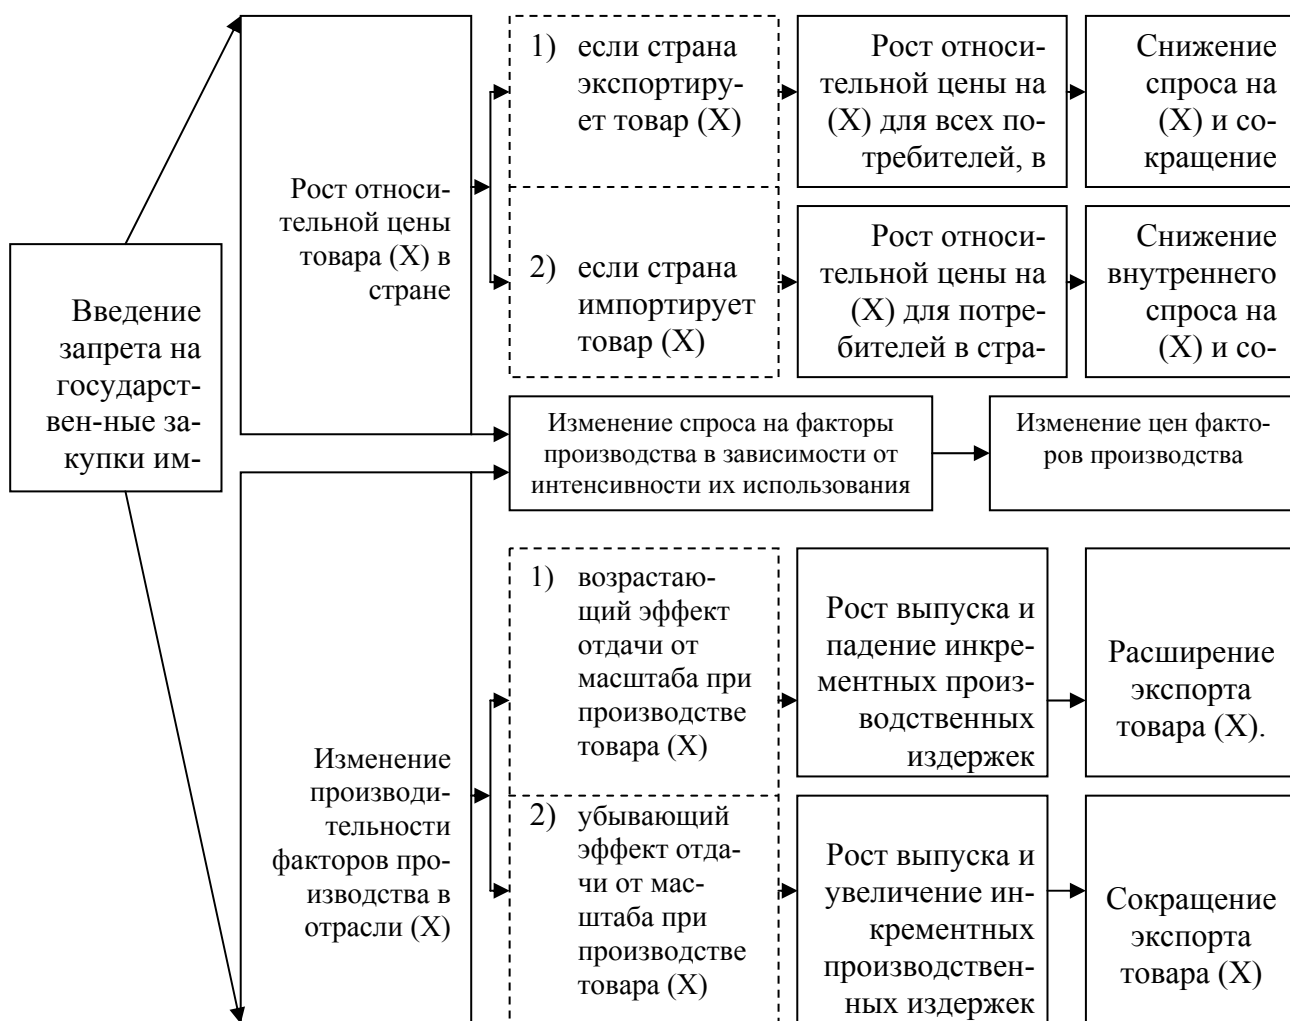 Введение
запрета на
государст-
вен-ные за-
купки им-
Рост относи-
тельной цены
товара (X) в
стране
1) если страна
экспортиру-
ет товар (X)
Рост относи-
тельной цены на
(X) для всех по-
требителей, в
Снижение
спроса на
(X) и со-
кращение
2) если страна
импортирует
товар (X)
Рост относи-
тельной цены на
(X) для потре-
бителей в стра-
Снижение
внутреннего
спроса на
(X) и со-
Изменение спроса на факторы
производства в зависимости от
интенсивности их использования
Изменение цен факто-
ров производства
Изменение
производи-
тельности
факторов про-
изводства в
отрасли (X)
1) возрастаю-
щий эффект
отдачи от
масштаба при
производстве
товара (X)
Рост выпуска и
падение инкре-
ментных произ-
водственных
издержек
Расширение
экспорта
товара (X).
2) убывающий
эффект отда-
чи от мас-
штаба при
производстве
товара (X)
Рост выпуска и
увеличение ин-
крементных
производствен-
ных издержек
Сокращение
экспорта
товара (X)